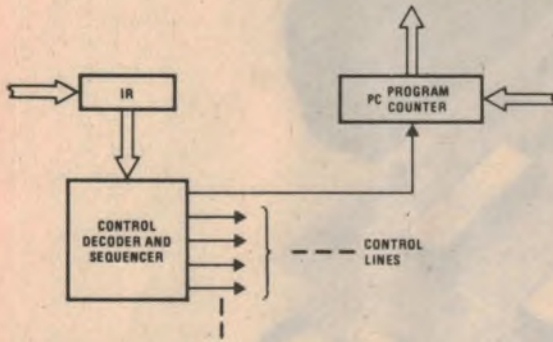 IR
PC PROGRAM
COUNTER
CONTROL
DECODER AND
SEQUENCER
CONTROL
LINES